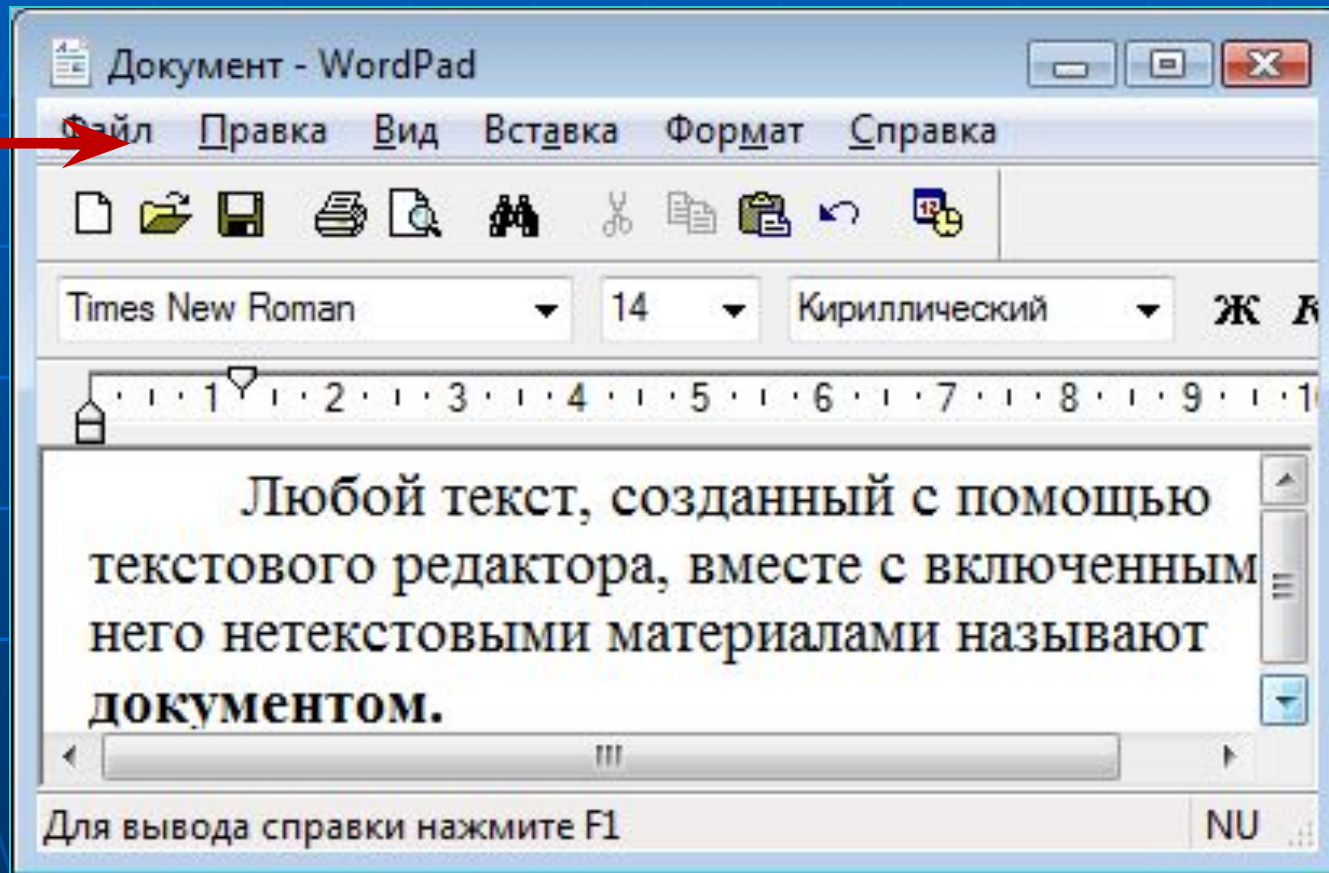 Документ - WordPad
Файл Правка Вид Вставка Формат Справка
12
Times New Roman 14 Кириллический Ж К
1 2 3 4 5 6 7 8 9 10
Любой текст, созданный с помощью
текстового редактора, вместе с включенным
него нетекстовыми материалами называют
документом.
Для вывода справки нажмите F1 NU